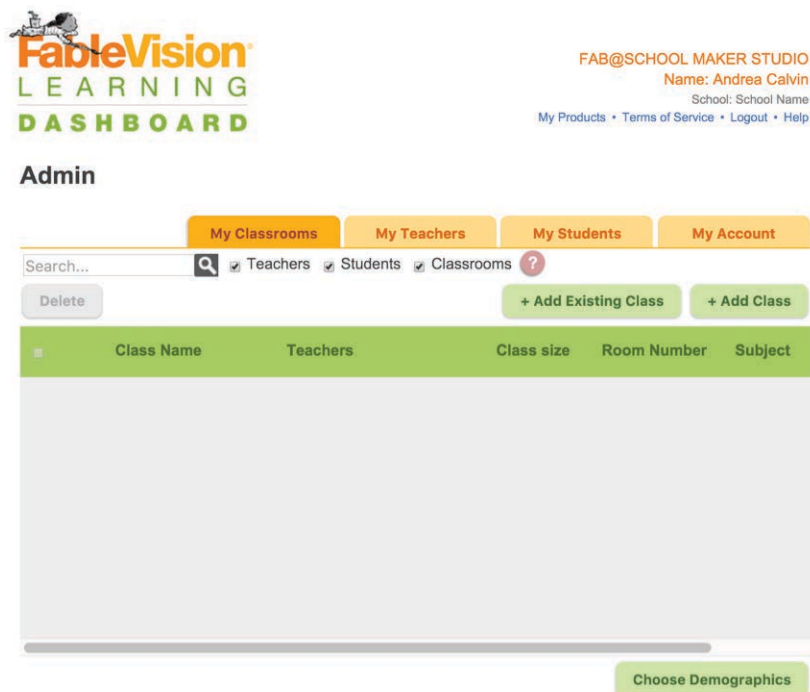 FableVision®
LEARNING
DASHBOARD
FAB@SCHOOL MAKER STUDIO
Name: Andrea Calvin
School: School Name
My Products • Terms of Service • Logout • Help
Admin
My Classrooms My Teachers My Students My Account
Search... Teachers Students Classrooms ?
Delete + Add Existing Class + Add Class
Class Name Teachers Class size Room Number Subject
Choose Demographics